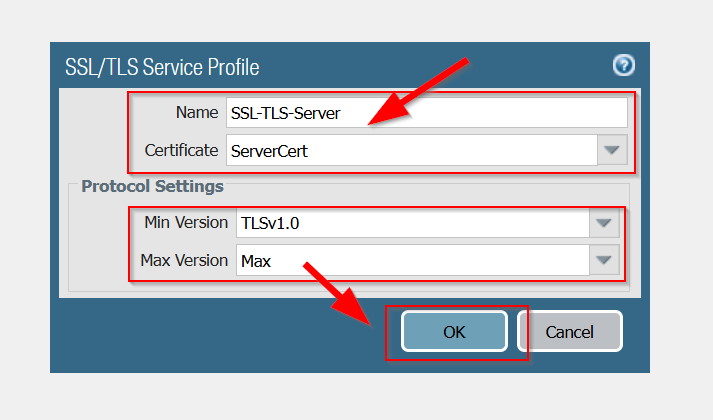 SSL/TLS Service Profile
Name SSL-TLS-Server
Certificate ServerCert
Protocol Settings
Min Version TLSv1.0
Max Version Max
OK Cancel